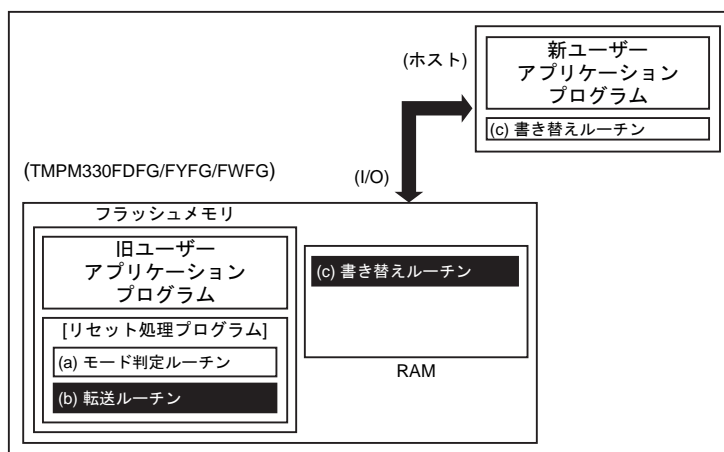 (ホスト)
新ユーザー
アプリケーション
プログラム
(c) 書き替えルーチン
(TMPM330FDFG/FYFG/FWFG)
(I/O)
フラッシュメモリ
旧ユーザー
アプリケーション
プログラム
[リセット処理プログラム]
(a) モード判定ルーチン
(b) 転送ルーチン
(c) 書き替えルーチン
RAM